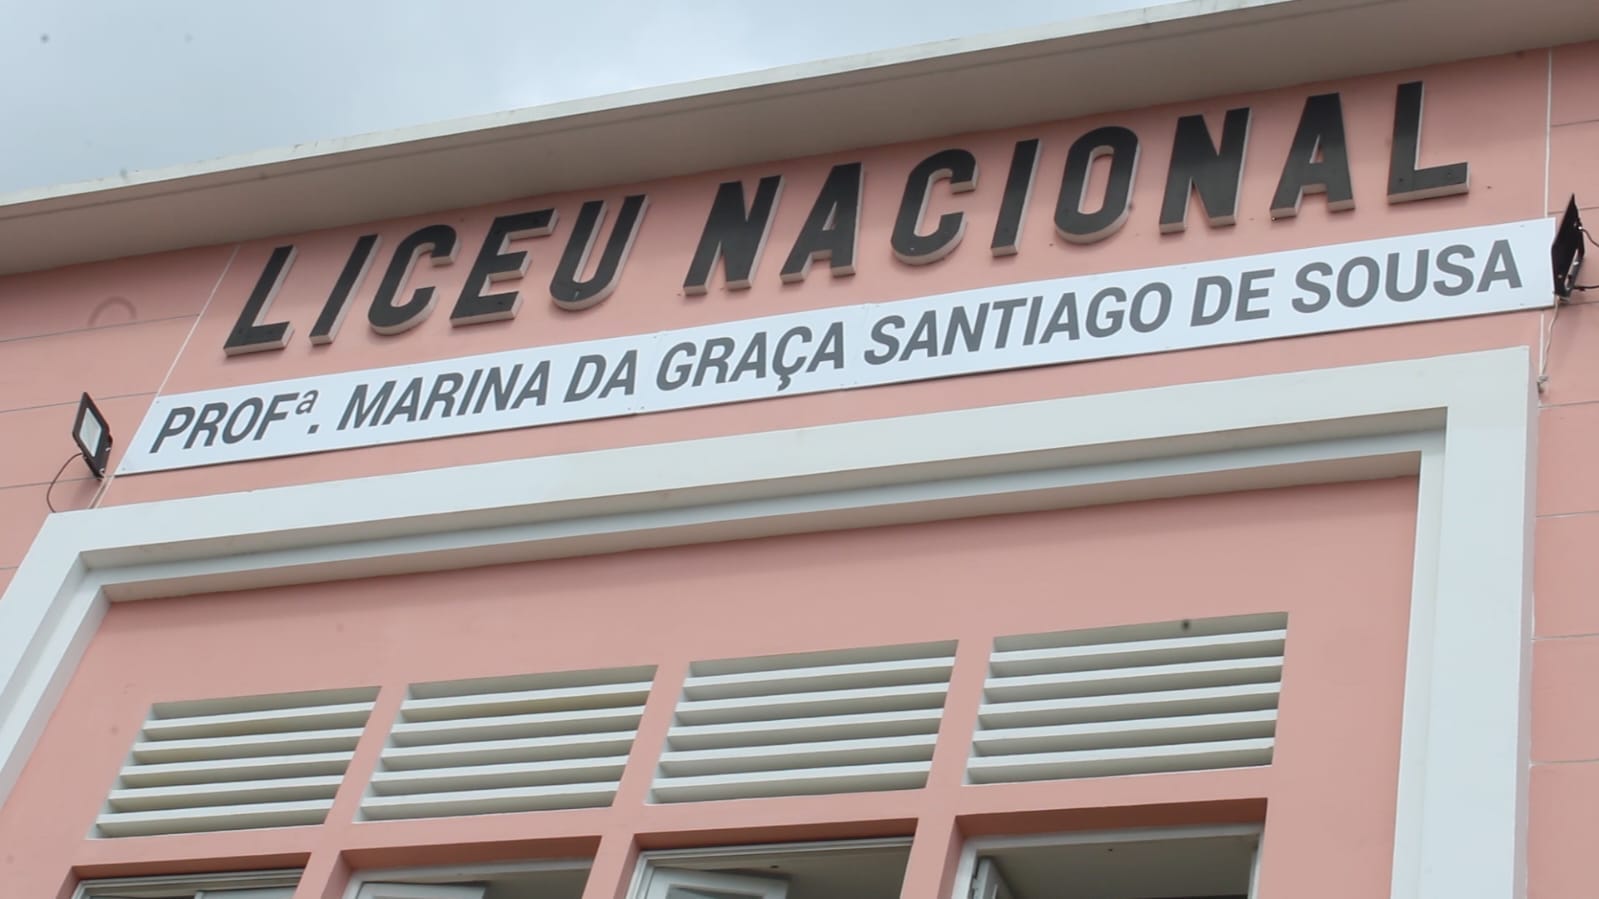 LICEU NACIONAL
PROFª. MARINA DA GRAÇA SANTIAGO DE SOUSA